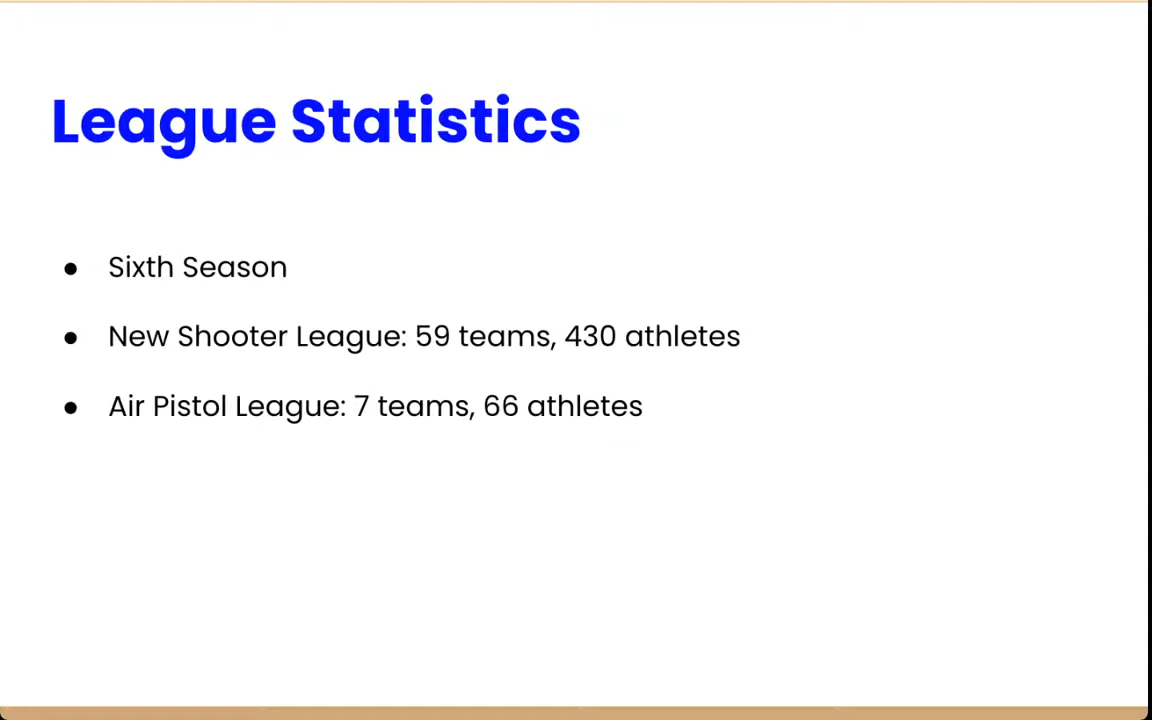 League Statistics
● Sixth Season
● New Shooter League: 59 teams, 430 athletes
● Air Pistol League: 7 teams, 66 athletes